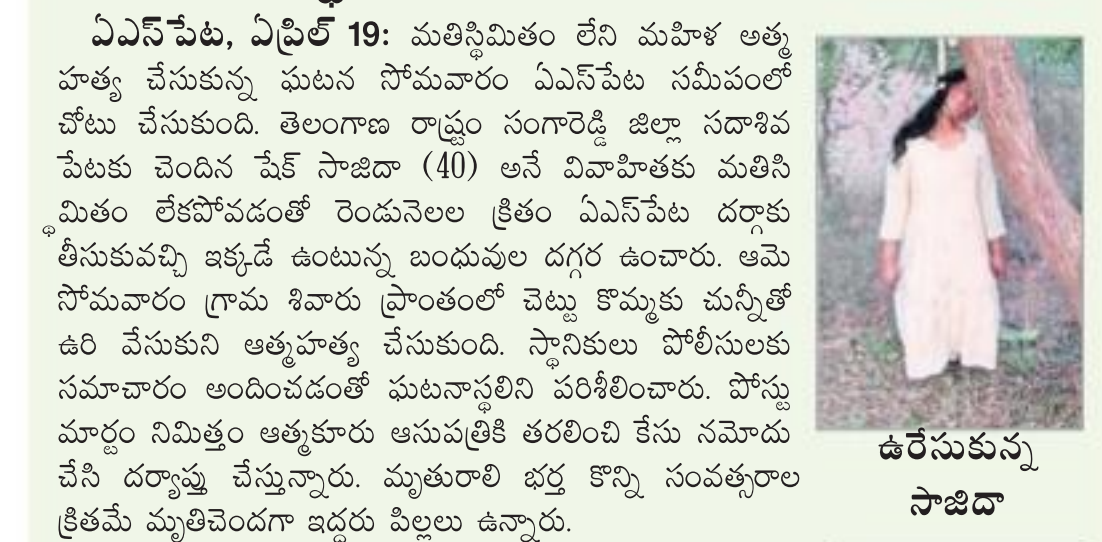 ఏఎస్‌పేట, ఏప్రిల్ 19: మతిస్థిమితం లేని మహిళ అత్మ
హత్య చేసుకున్న ఘటన సోమవారం ఏఎస్‌పేట సమీపంలో
చోటు చేసుకుంది. తెలంగాణ రాష్ట్రం సంగారెడ్డి జిల్లా సదాశివ
పేటకు చెందిన షేక్ సాజిదా (40) అనే వివాహితకు మతిసి
్థమితం లేకపోవడంతో రెండునెలల క్రితం ఏఎస్‌పేట దర్గాకు
తీసుకువచ్చి ఇక్కడే ఉంటున్న బంధువుల దగ్గర ఉంచారు. ఆమె
సోమవారం గ్రామ శివారు ప్రాంతంలో చెట్టు కొమ్మకు చున్నీతో
ఉరి వేసుకుని ఆత్మహత్య చేసుకుంది. స్థానికులు పోలీసులకు
సమాచారం అందించడంతో ఘటనాస్థలిని పరిశీలించారు. పోస్టు
మార్టం నిమిత్తం ఆత్మకూరు ఆసుపత్రికి తరలించి కేసు నమోదు
చేసి దర్యాప్తు చేస్తున్నారు. మృతురాలి భర్త కొన్ని సంవత్సరాల
క్రితమే మృతిచెందగా ఇద్దరు పిల్లలు ఉన్నారు.
ఉరేసుకున్న
సాజిదా